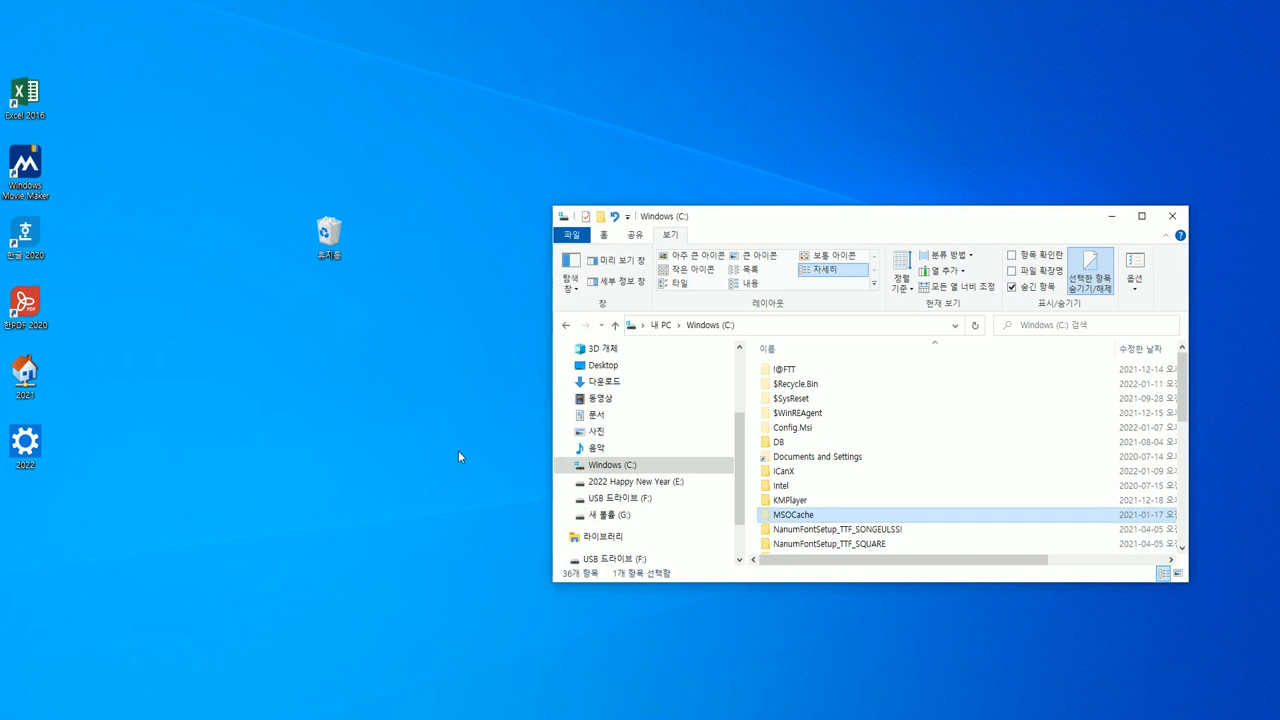 Excel 2016
Windows
Movie Maker
한글 2020
한PDF 2020
2021
2022
휴지통
Windows (C:)
파일
홈
공유
보기
탐색
창
미리 보기 창
세부 정보 창
창
아주 큰 아이콘
큰 아이콘
보통 아이콘
작은 아이콘
목록
자세히
타일
내용
레이아웃
정렬
기준
분류 방법
열 추가
모든 열 너비 조정
현재 보기
항목 확인란
파일 확장명
숨긴 항목
선택한 항목
숨기기/해제
표시/숨기기
옵션
내 PC
Windows (C:)
Windows (C:) 검색
3D 개체
Desktop
다운로드
동영상
문서
사진
음악
Windows (C:)
2022 Happy New Year (E:)
USB 드라이브 (F:)
새 볼륨 (G:)
라이브러리
USB 드라이브 (F:)
이름 수정한 날짜
!@FTT 2021-12-14 오
$Recycle.Bin 2022-01-11 오
$SysReset 2021-09-28 오
$WinREAgent 2021-12-15 오
Config.Msi 2022-01-07 오
DB 2021-08-04 오
Documents and Settings 2020-07-14 오
ICanX 2022-01-09 오
Intel 2020-07-15 오
KMPlayer 2021-12-18 오
MSOCache 2021-01-17 오
NanumFontSetup_TTF_SONGEULSSI 2021-04-05 오
NanumFontSetup_TTF_SQUARE 2021-04-05 오
36개 항목 1개 항목 선택함